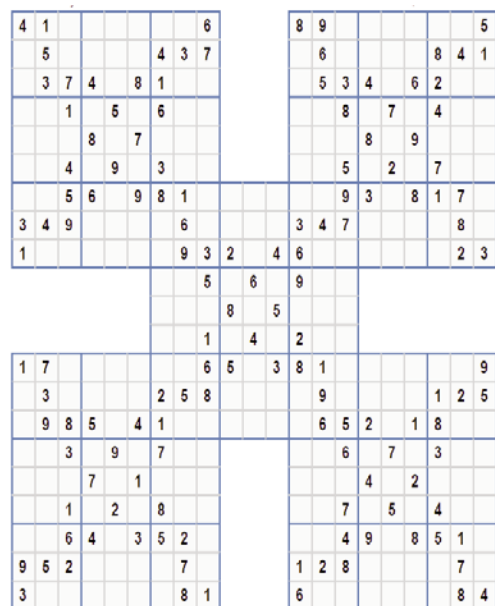 4 1 6 8 9 5
5 4 3 7 6 8 4 1
3 7 4 8 1 5 3 4 6 2
1 5 6 8 7 4
8 7 8 9
4 9 3 5 2 7
5 6 9 8 1 9 3 8 1 7
3 4 9 6 3 4 7 8
1 9 3 2 4 6 2 3
5 6 9
8 5
1 4 2
1 7 6 5 3 8 1 9
3 2 5 8 9 1 2 5
9 8 5 4 1 6 5 2 1 8
3 9 7 6 7 3
7 1 4 2
1 2 8 7 5 4
6 4 3 5 2 4 9 8 5 1
9 5 2 7 1 2 8 7
3 8 1 6 8 4